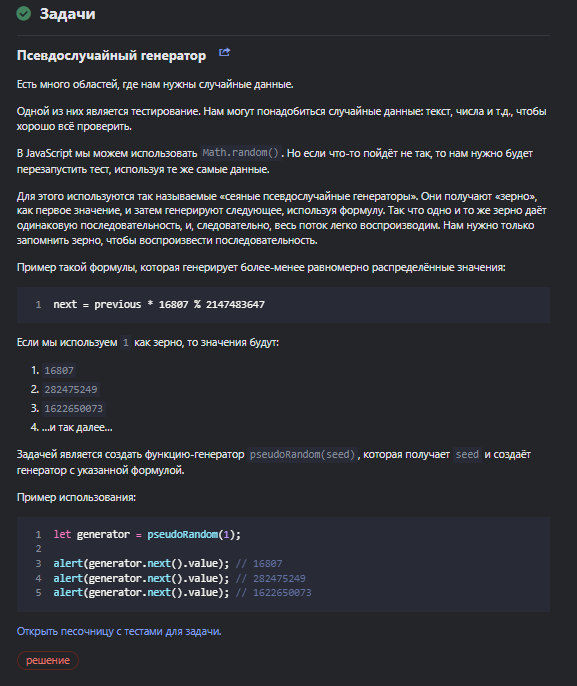 Задачи
Псевдослучайный генератор
Есть много областей, где нам нужны случайные данные.
Одной из них является тестирование. Нам могут понадобиться случайные данные: текст, числа и т.д., чтобы
хорошо всё проверить.
В JavaScript мы можем использовать Math.random(). Но если что-то пойдёт не так, то нам нужно будет
перезапустить тест, используя те же самые данные.
Для этого используются так называемые «сеяные псевдослучайные генераторы». Они получают «зерно»,
как первое значение, и затем генерируют следующее, используя формулу. Так что одно и то же зерно даёт
одинаковую последовательность, и, следовательно, весь поток легко воспроизводим. Нам нужно только
запомнить зерно, чтобы воспроизвести последовательность.
Пример такой формулы, которая генерирует более-менее равномерно распределённые значения:
1 next = previous * 16807 % 2147483647
Если мы используем 1 как зерно, то значения будут:
1. 16807
2. 282475249
3. 1622650073
4. ...и так далее...
Задачей является создать функцию-генератор pseudoRandom(seed), которая получает seed и создаёт
генератор с указанной формулой.
Пример использования:
1 let generator = pseudoRandom(1);
2
3 alert(generator.next().value); // 16807
4 alert(generator.next().value); // 282475249
5 alert(generator.next().value); // 1622650073
Открыть песочницу с тестами для задачи.
решение